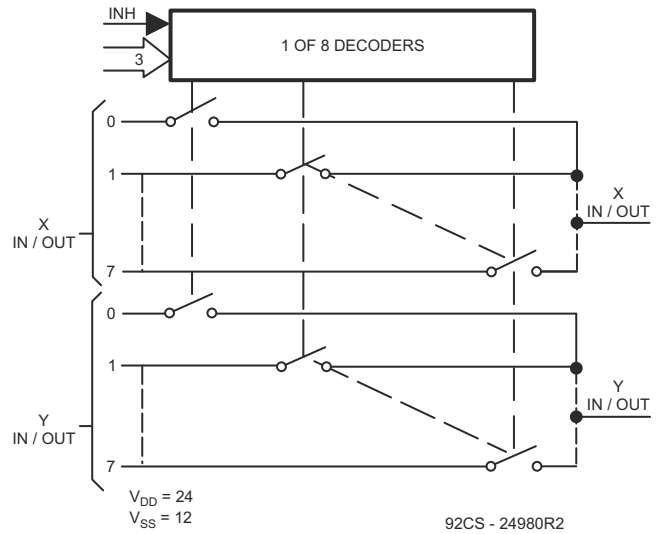 INH
3
1 OF 8 DECODERS
0
1
7
X
IN / OUT
X
IN / OUT
0
1
7
Y
IN / OUT
Y
IN / OUT
V_DD = 24
V_SS = 12
92CS - 24980R2